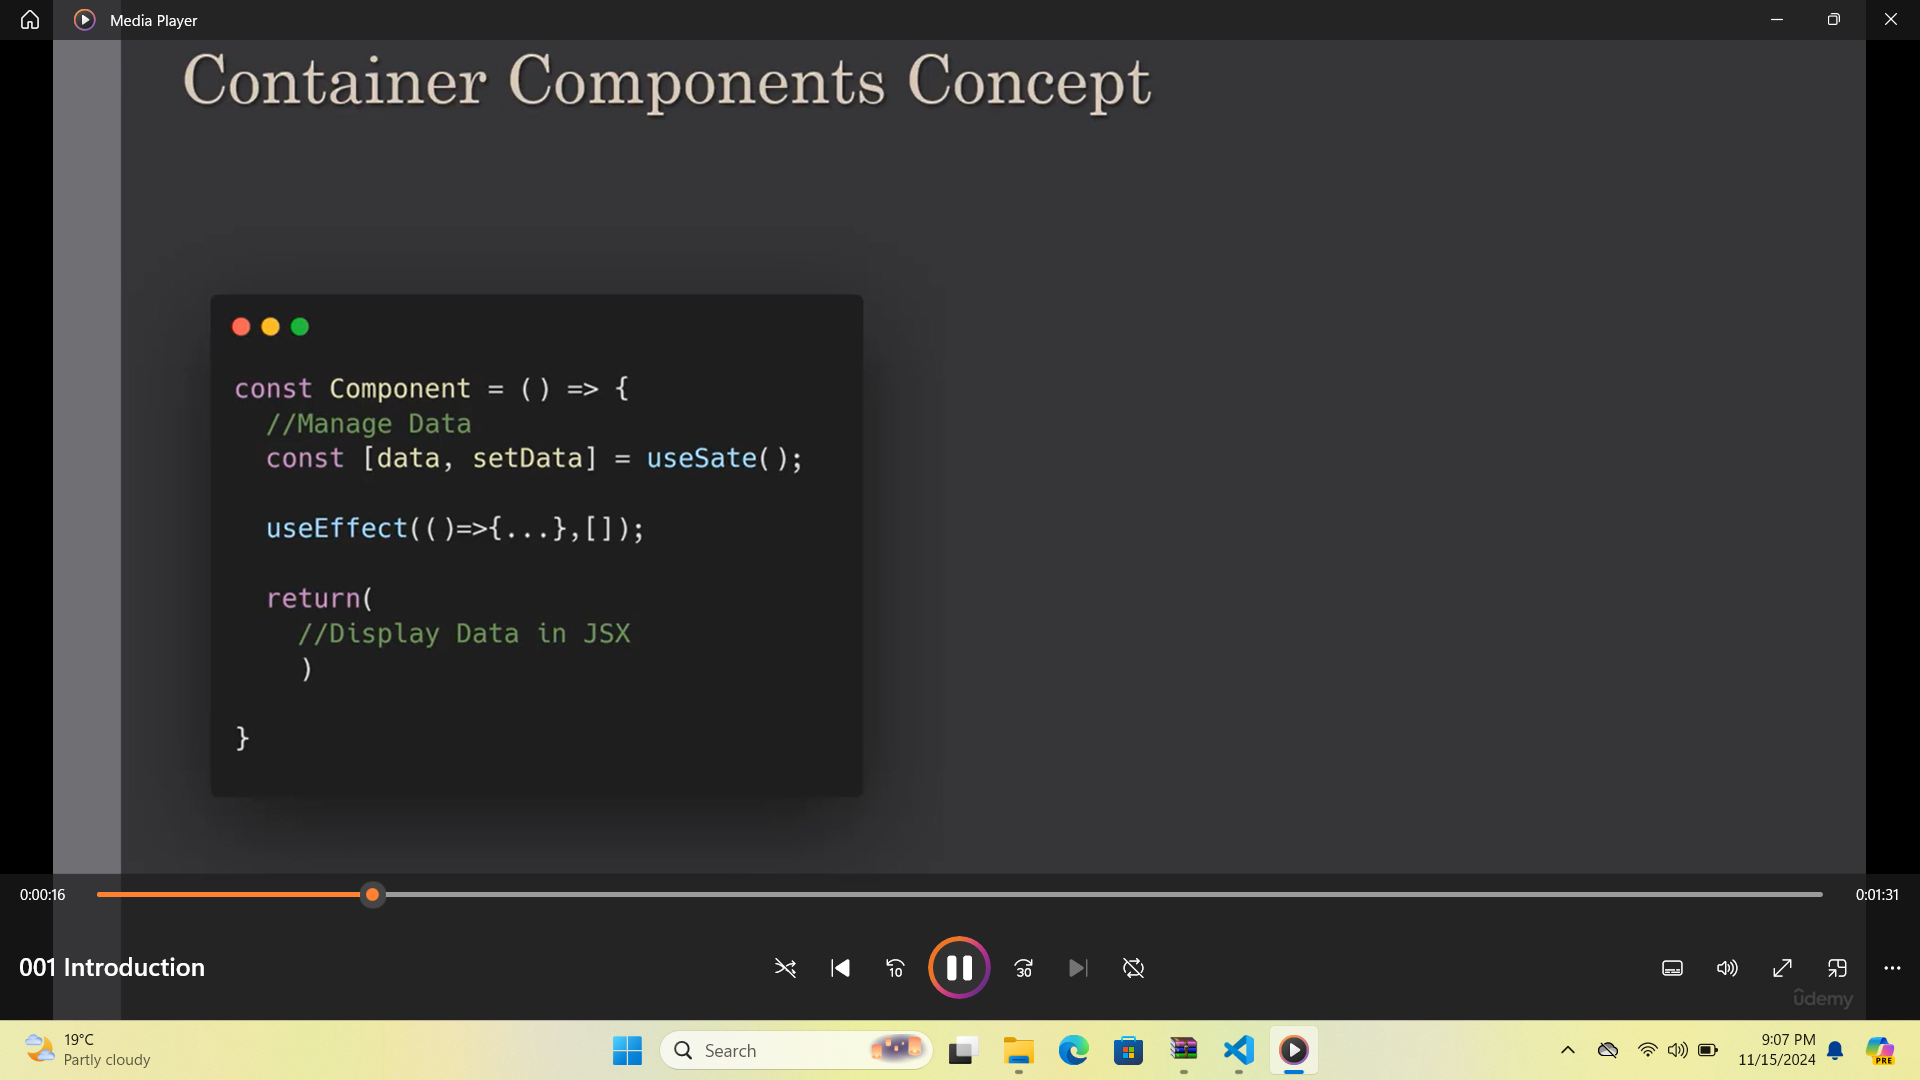 Media Player
Container Components Concept
const Component = () => {
//Manage Data
const [data, setData] = useSate();
useEffect(()=>{...},[]);
return(
//Display Data in JSX
)
}
0:00:16
0:01:31
001 Introduction
10
30
ûdemy
19°C
Partly cloudy
Search
9:07 PM
11/15/2024
PRE